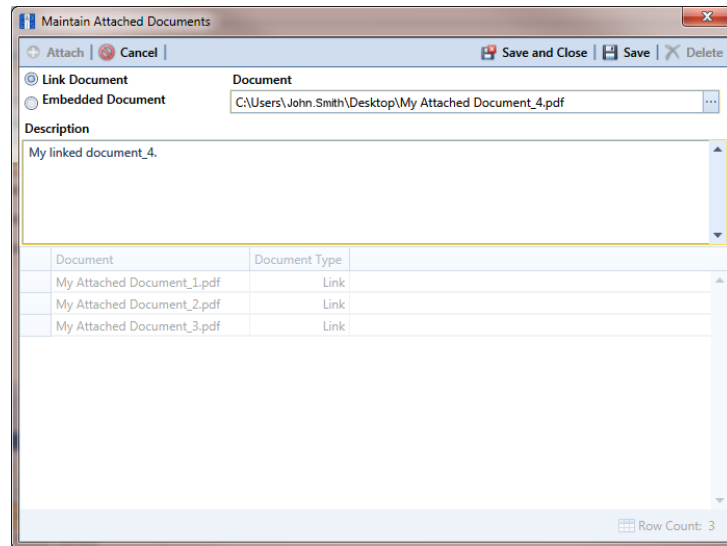 Maintain Attached Documents
Attach Cancel Save and Close Save Delete
Link Document Document
Embedded Document C:\Users\John.Smith\Desktop\My Attached Document_4.pdf ...
Description
My linked document_4.
Document Document Type
My Attached Document_1.pdf Link
My Attached Document_2.pdf Link
My Attached Document_3.pdf Link
Row Count: 3